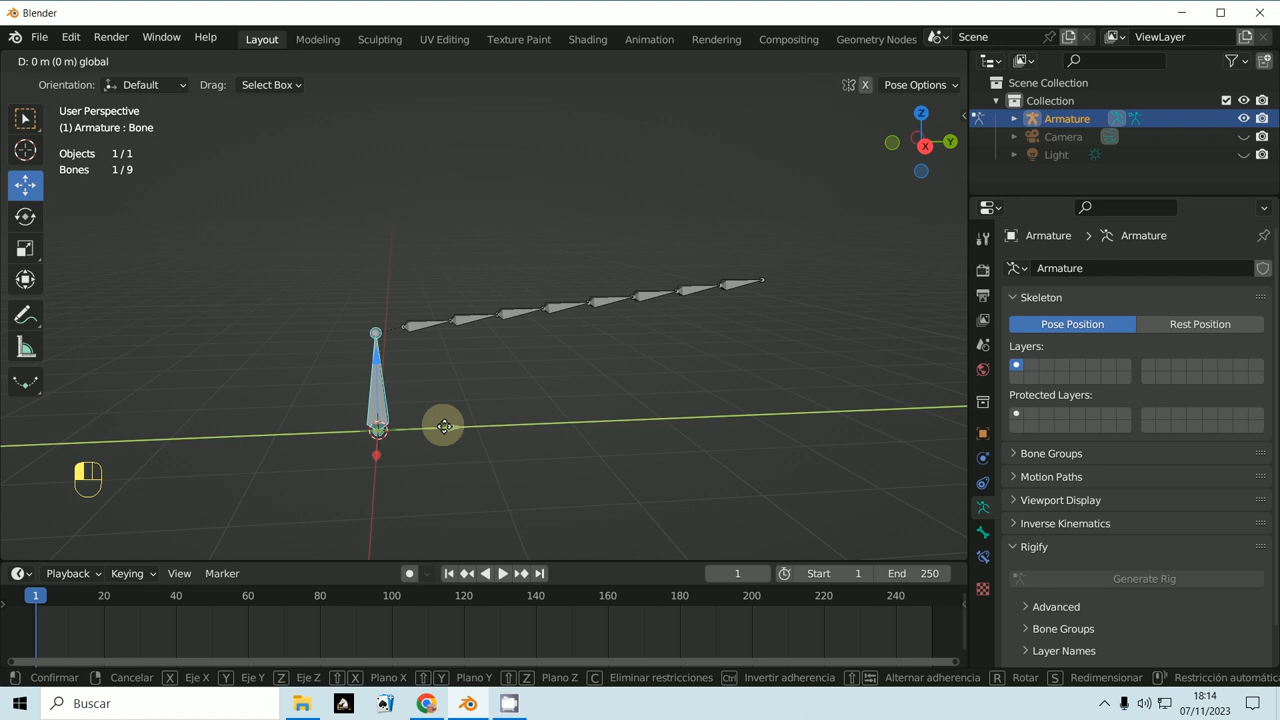 Blender
File Edit Render Window Help Layout Modeling Sculpting UV Editing Texture Paint Shading Animation Rendering Compositing Geometry Nodes Scene ViewLayer
D: 0 m (0 m) global
Orientation: Default Drag: Select Box X Pose Options
User Perspective
(1) Armature : Bone
Objects 1 / 1
Bones 1 / 9
Z
Y
X
Scene Collection
Collection
Armature
Camera
Light
Armature > Armature
Armature
Skeleton
Pose Position Rest Position
Layers:
Protected Layers:
Bone Groups
Motion Paths
Viewport Display
Inverse Kinematics
Rigify
Generate Rig
Advanced
Bone Groups
Layer Names
Playback Keying View Marker 1 Start 1 End 250
1 20 40 60 80 100 120 140 160 180 200 220 240
Confirmar Cancelar X Eje X Y Eje Y Z Eje Z X Plano X Y Plano Y Z Plano Z C Eliminar restricciones Ctrl Invertir adherencia Alternar adherencia R Rotar S Redimensionar Restricción automática
Buscar
18:14
07/11/2023